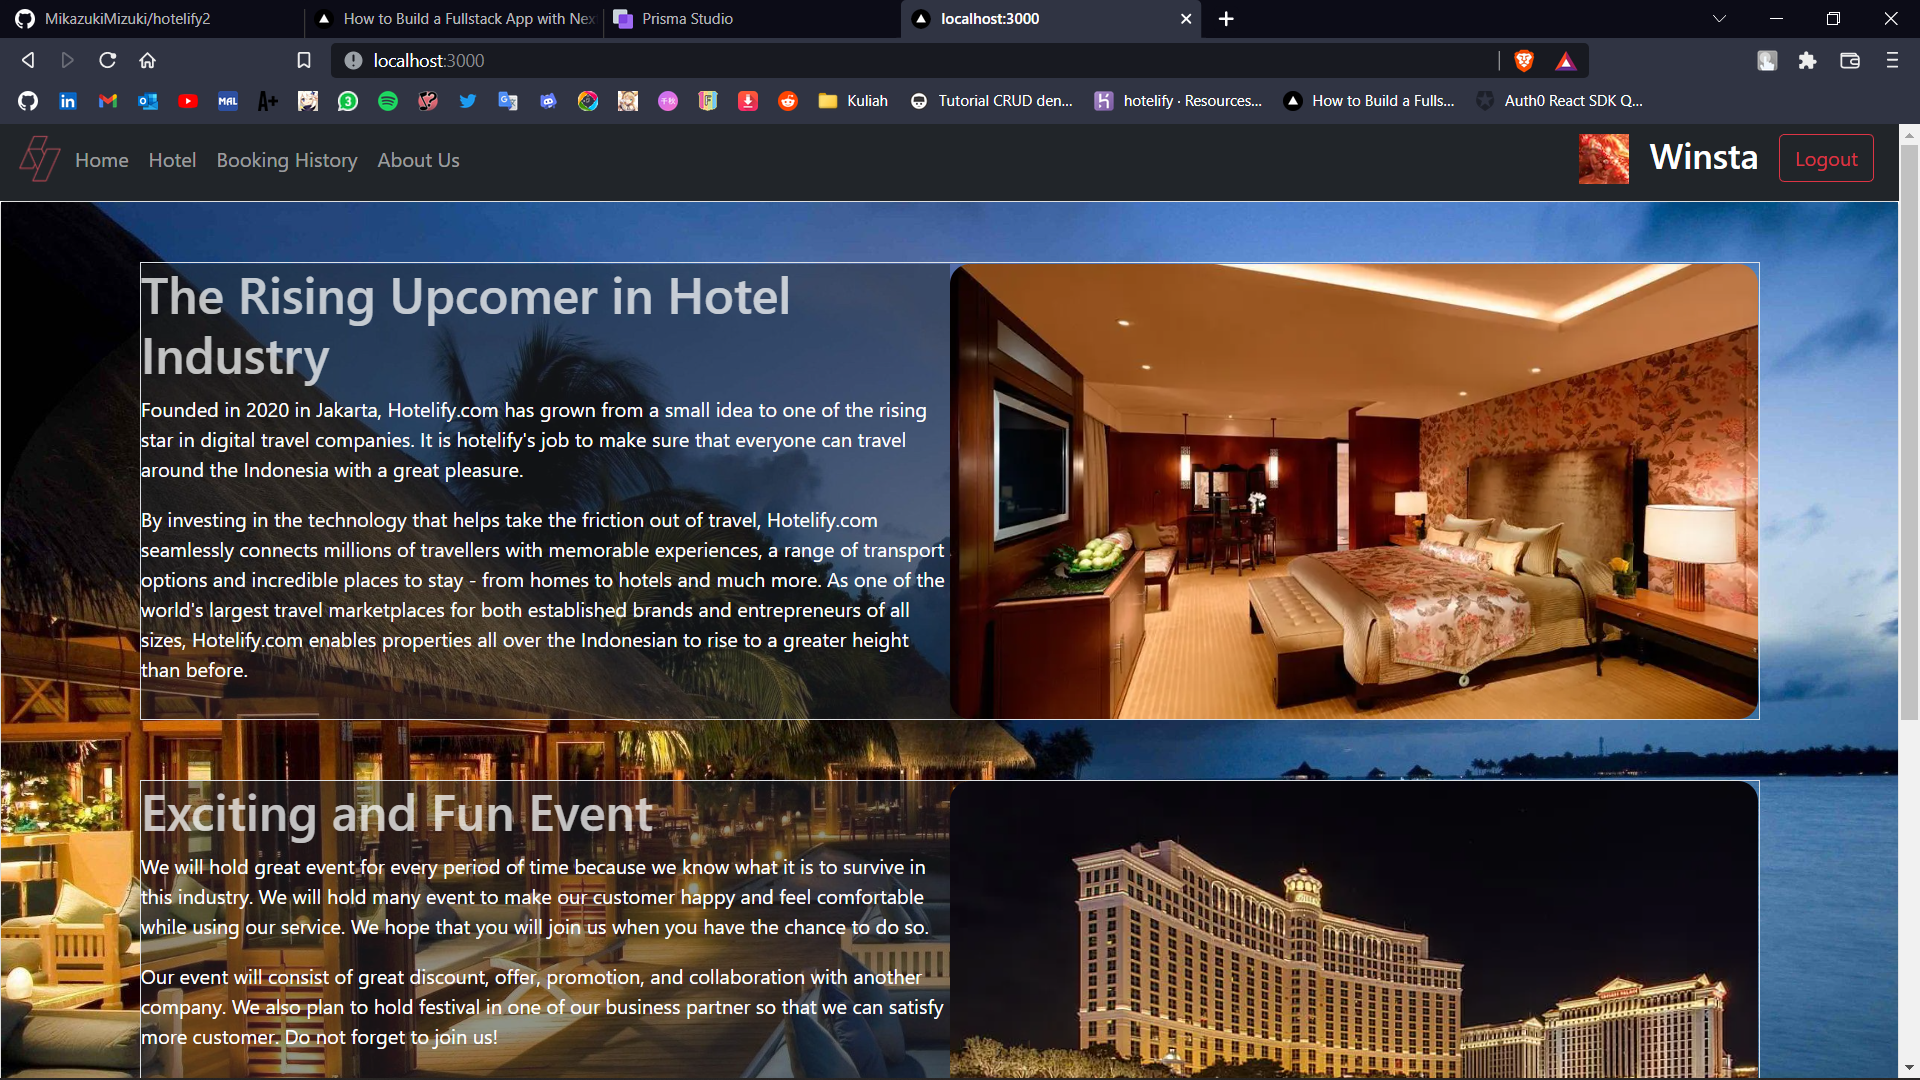 MikazukiMizuki/hotelify2
How to Build a Fullstack App with Nex
Prisma Studio
localhost:3000
localhost:3000
MAL
A+
3
Kuliah
Tutorial CRUD den...
hotelify · Resources...
How to Build a Fulls...
Auth0 React SDK Q...
Home
Hotel
Booking History
About Us
Winsta
Logout
The Rising Upcomer in Hotel
Industry
Founded in 2020 in Jakarta, Hotelify.com has grown from a small idea to one of the rising
star in digital travel companies. It is hotelify's job to make sure that everyone can travel
around the Indonesia with a great pleasure.
By investing in the technology that helps take the friction out of travel, Hotelify.com
seamlessly connects millions of travellers with memorable experiences, a range of transport
options and incredible places to stay - from homes to hotels and much more. As one of the
world's largest travel marketplaces for both established brands and entrepreneurs of all
sizes, Hotelify.com enables properties all over the Indonesian to rise to a greater height
than before.
Exciting and Fun Event
We will hold great event for every period of time because we know what it is to survive in
this industry. We will hold many event to make our customer happy and feel comfortable
while using our service. We hope that you will join us when you have the chance to do so.
Our event will consist of great discount, offer, promotion, and collaboration with another
company. We also plan to hold festival in one of our business partner so that we can satisfy
more customer. Do not forget to join us!